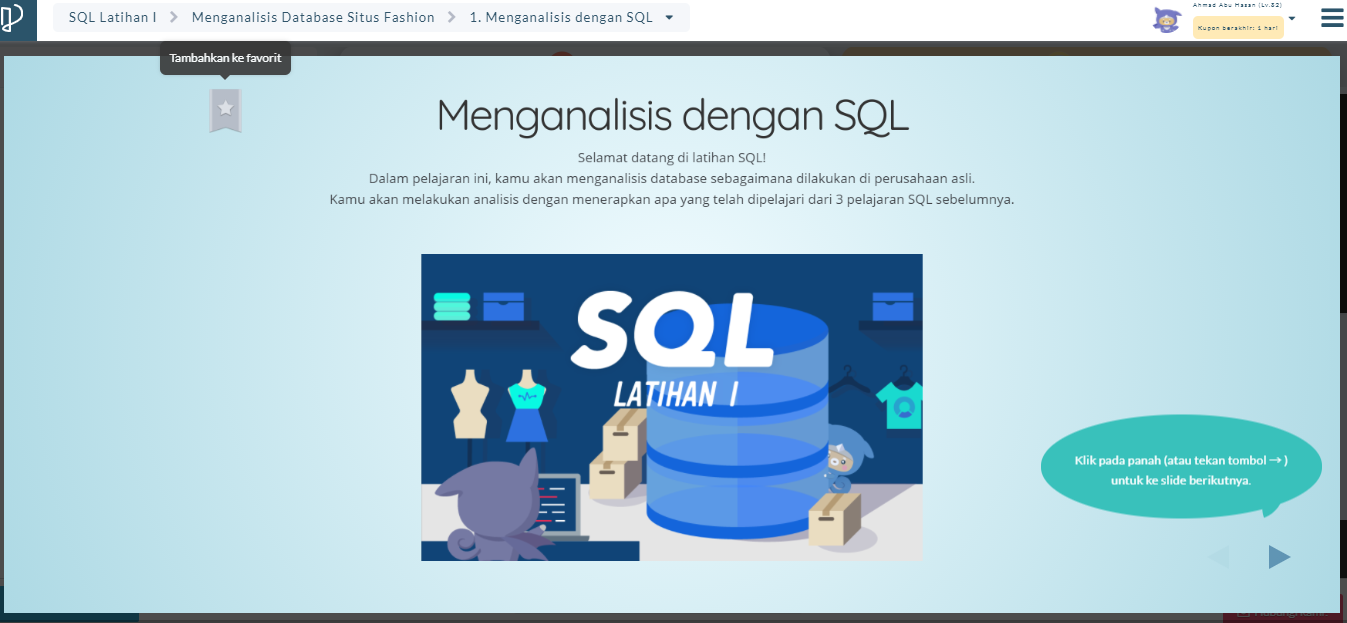 SQL Latihan I
Menganalisis Database Situs Fashion
1. Menganalisis dengan SQL
Ahmad Abu Hasan (Lv.82)
Kupon berakhir: 1 hari
Tambahkan ke favorit
Menganalisis dengan SQL
Selamat datang di latihan SQL!
Dalam pelajaran ini, kamu akan menganalisis database sebagaimana dilakukan di perusahaan asli.
Kamu akan melakukan analisis dengan menerapkan apa yang telah dipelajari dari 3 pelajaran SQL sebelumnya.
SQL
LATIHAN I
Klik pada panah (atau tekan tombol → )
untuk ke slide berikutnya.